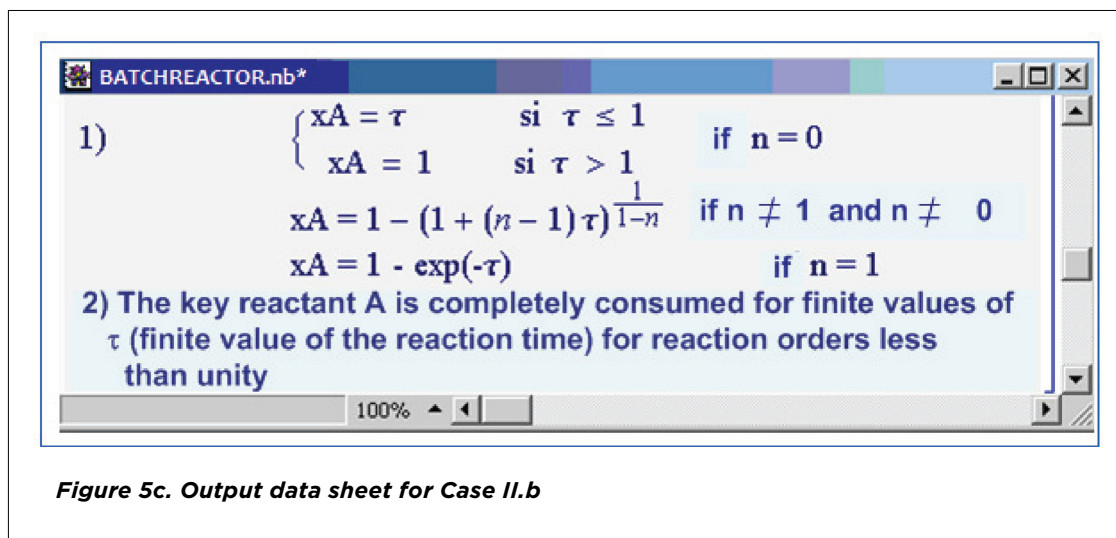 BATCHREACTOR.nb*
1) { xA = τ si τ ≤ 1 if n = 0
xA = 1 si τ > 1
xA = 1 − (1 + (n − 1) τ)^(1/(1−n)) if n ≠ 1 and n ≠ 0
xA = 1 - exp(-τ) if n = 1
2) The key reactant A is completely consumed for finite values of
τ (finite value of the reaction time) for reaction orders less
than unity
100%
Figure 5c. Output data sheet for Case II.b